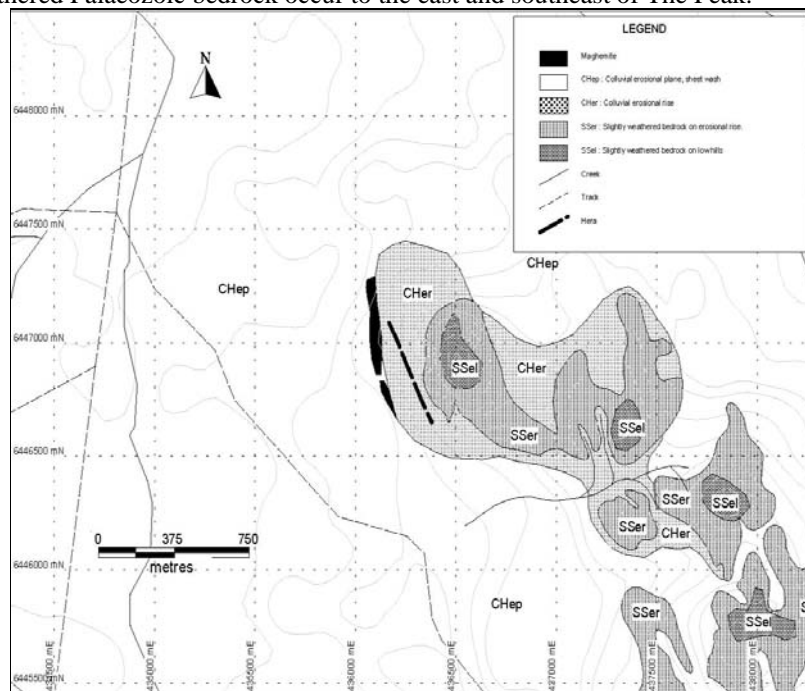 thered Palaeozoic bedrock occur to the east and southeast of The Peak.
LEGEND
Maghemite
CHep : Colluvial erosional plane, sheet wash
CHer : Colluvial erosional rise
SSer : Slightly weathered bedrock on erosional rise
SSel : Slightly weathered bedrock on lowhills
Creek
Track
Hera
N
6448000 mN
6447500 mN
6447000 mN
6446500 mN
6446000 mN
6445500 mN
CHep
CHep
CHer
CHer
SSel
SSer
SSel
SSer
SSel
SSer
CHer
CHep
SSer
SSel
S
0 375 750
metres
435000 mE
435500 mE
436000 mE
436500 mE
437000 mE
437500 mE
438000 mE